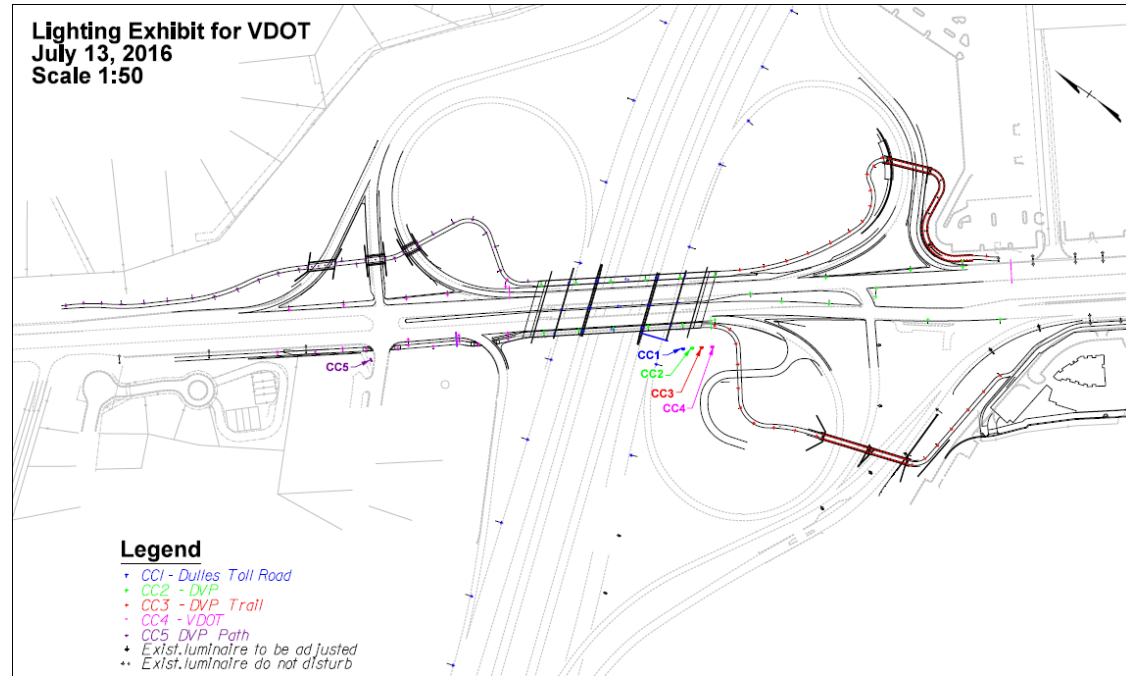 Lighting Exhibit for VDOT
July 13, 2016
Scale 1:50
CC1
CC2
CC3
CC4
CC5
Legend
CC1 - Dulles Toll Road
CC2 - DVP
CC3 - DVP Trail
CC4 - VDOT
CC5 DVP Path
Exist.luminaire to be adjusted
Exist.luminaire do not disturb